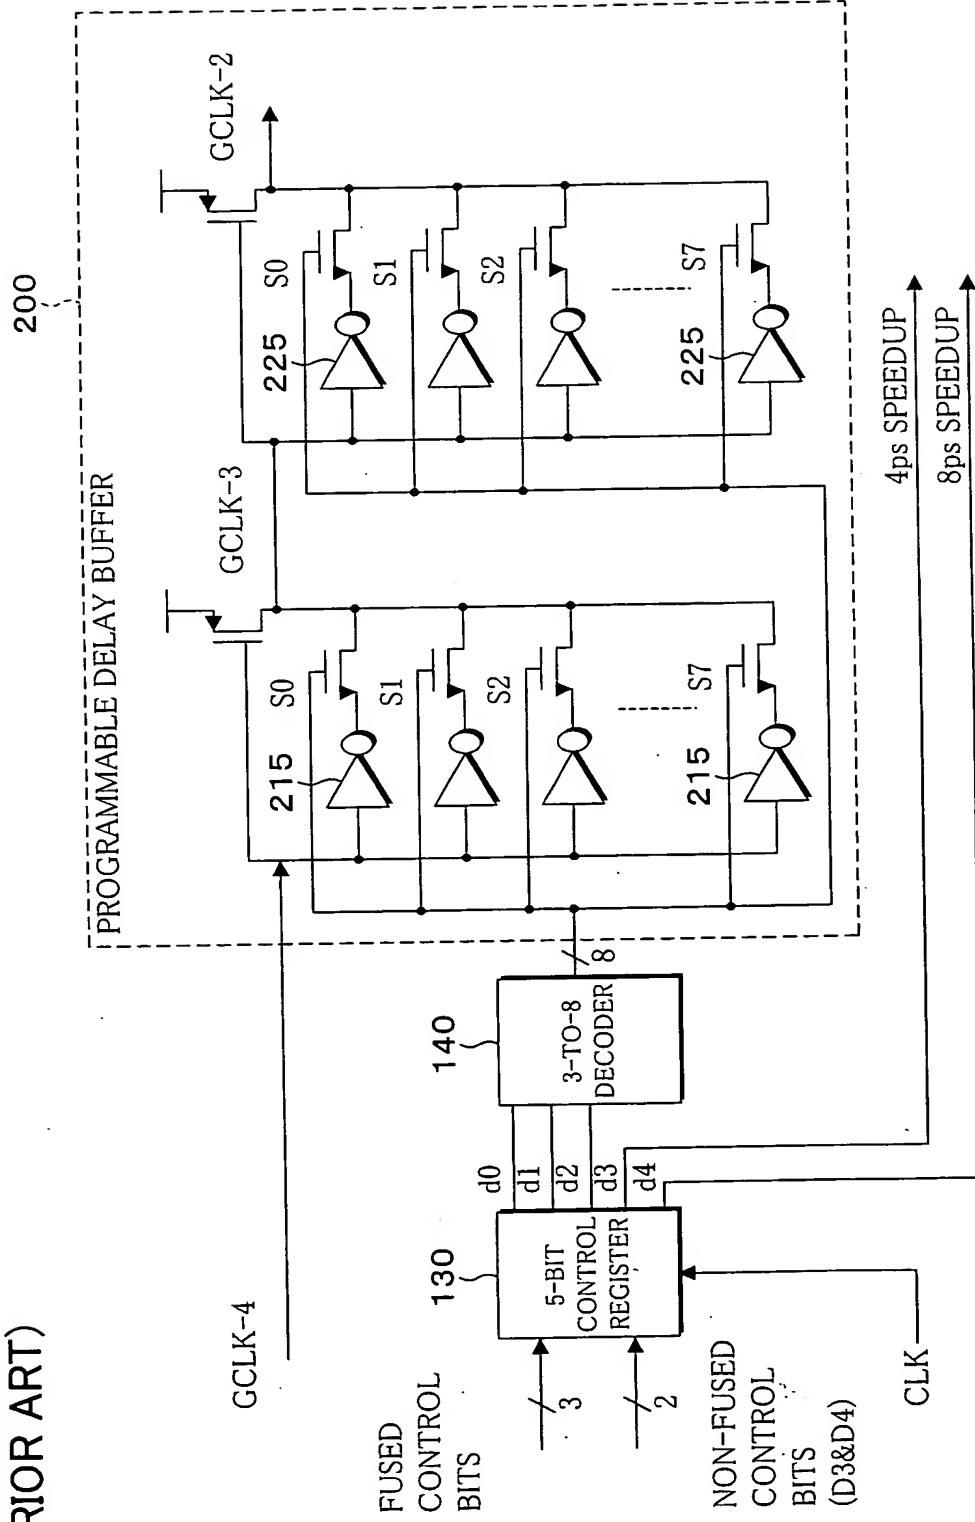 (PRIOR ART)
200
PROGRAMMABLE DELAY BUFFER
GCLK-4
GCLK-3
GCLK-2
S0
215
S1
S2
S7
215
S0
225
S1
S2
S7
225
FUSED
CONTROL
BITS
3
2
NON-FUSED
CONTROL
BITS
(D3&D4)
CLK
130
5-BIT
CONTROL
REGISTER
d0
d1
d2
d3
d4
140
3-TO-8
DECODER
8
4ps SPEEDUP
8ps SPEEDUP